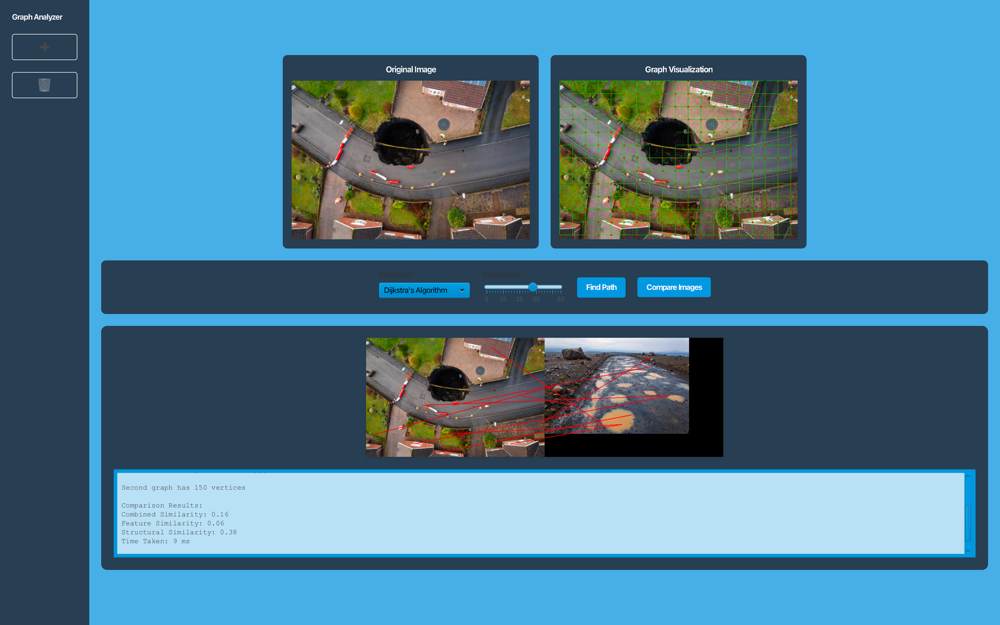 Graph Analyzer
Original Image
Graph Visualization
Algorithm:
Region Size:
Dijkstra's Algorithm
5 15 25 35 50
Find Path
Compare Images
Second graph has 150 vertices
Comparison Results:
Combined Similarity: 0.16
Feature Similarity: 0.06
Structural Similarity: 0.38
Time Taken: 9 ms